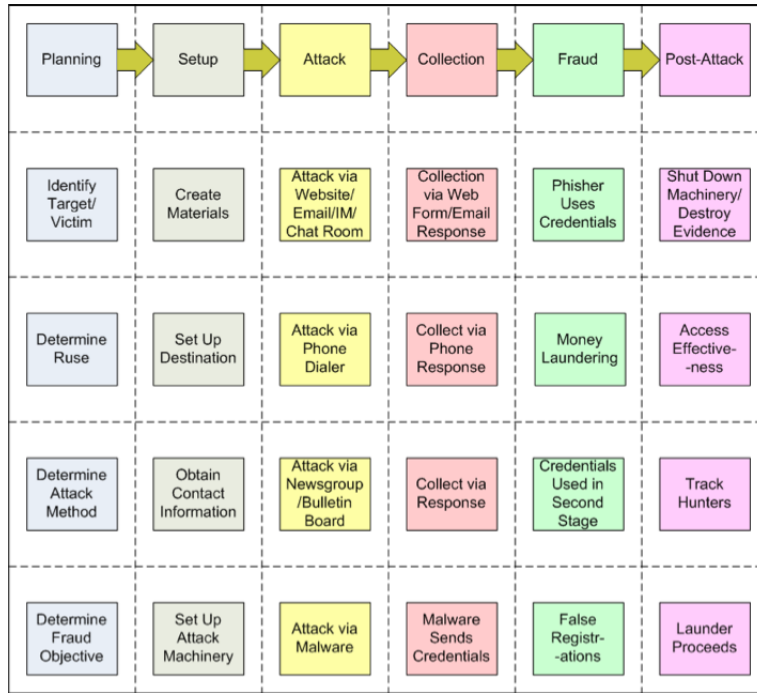 Planning
Setup
Attack
Collection
Fraud
Post-Attack
Identify
Target/
Victim
Create
Materials
Attack via
Website/
Email/IM/
Chat Room
Collection
via Web
Form/Email
Response
Phisher
Uses
Credentials
Shut Down
Machinery/
Destroy
Evidence
Determine
Ruse
Set Up
Destination
Attack via
Phone
Dialer
Collect via
Phone
Response
Money
Laundering
Access
Effective-
-ness
Determine
Attack
Method
Obtain
Contact
Information
Attack via
Newsgroup
/Bulletin
Board
Collect via
Response
Credentials
Used in
Second
Stage
Track
Hunters
Determine
Fraud
Objective
Set Up
Attack
Machinery
Attack via
Malware
Malware
Sends
Credentials
False
Registr-
-ations
Launder
Proceeds